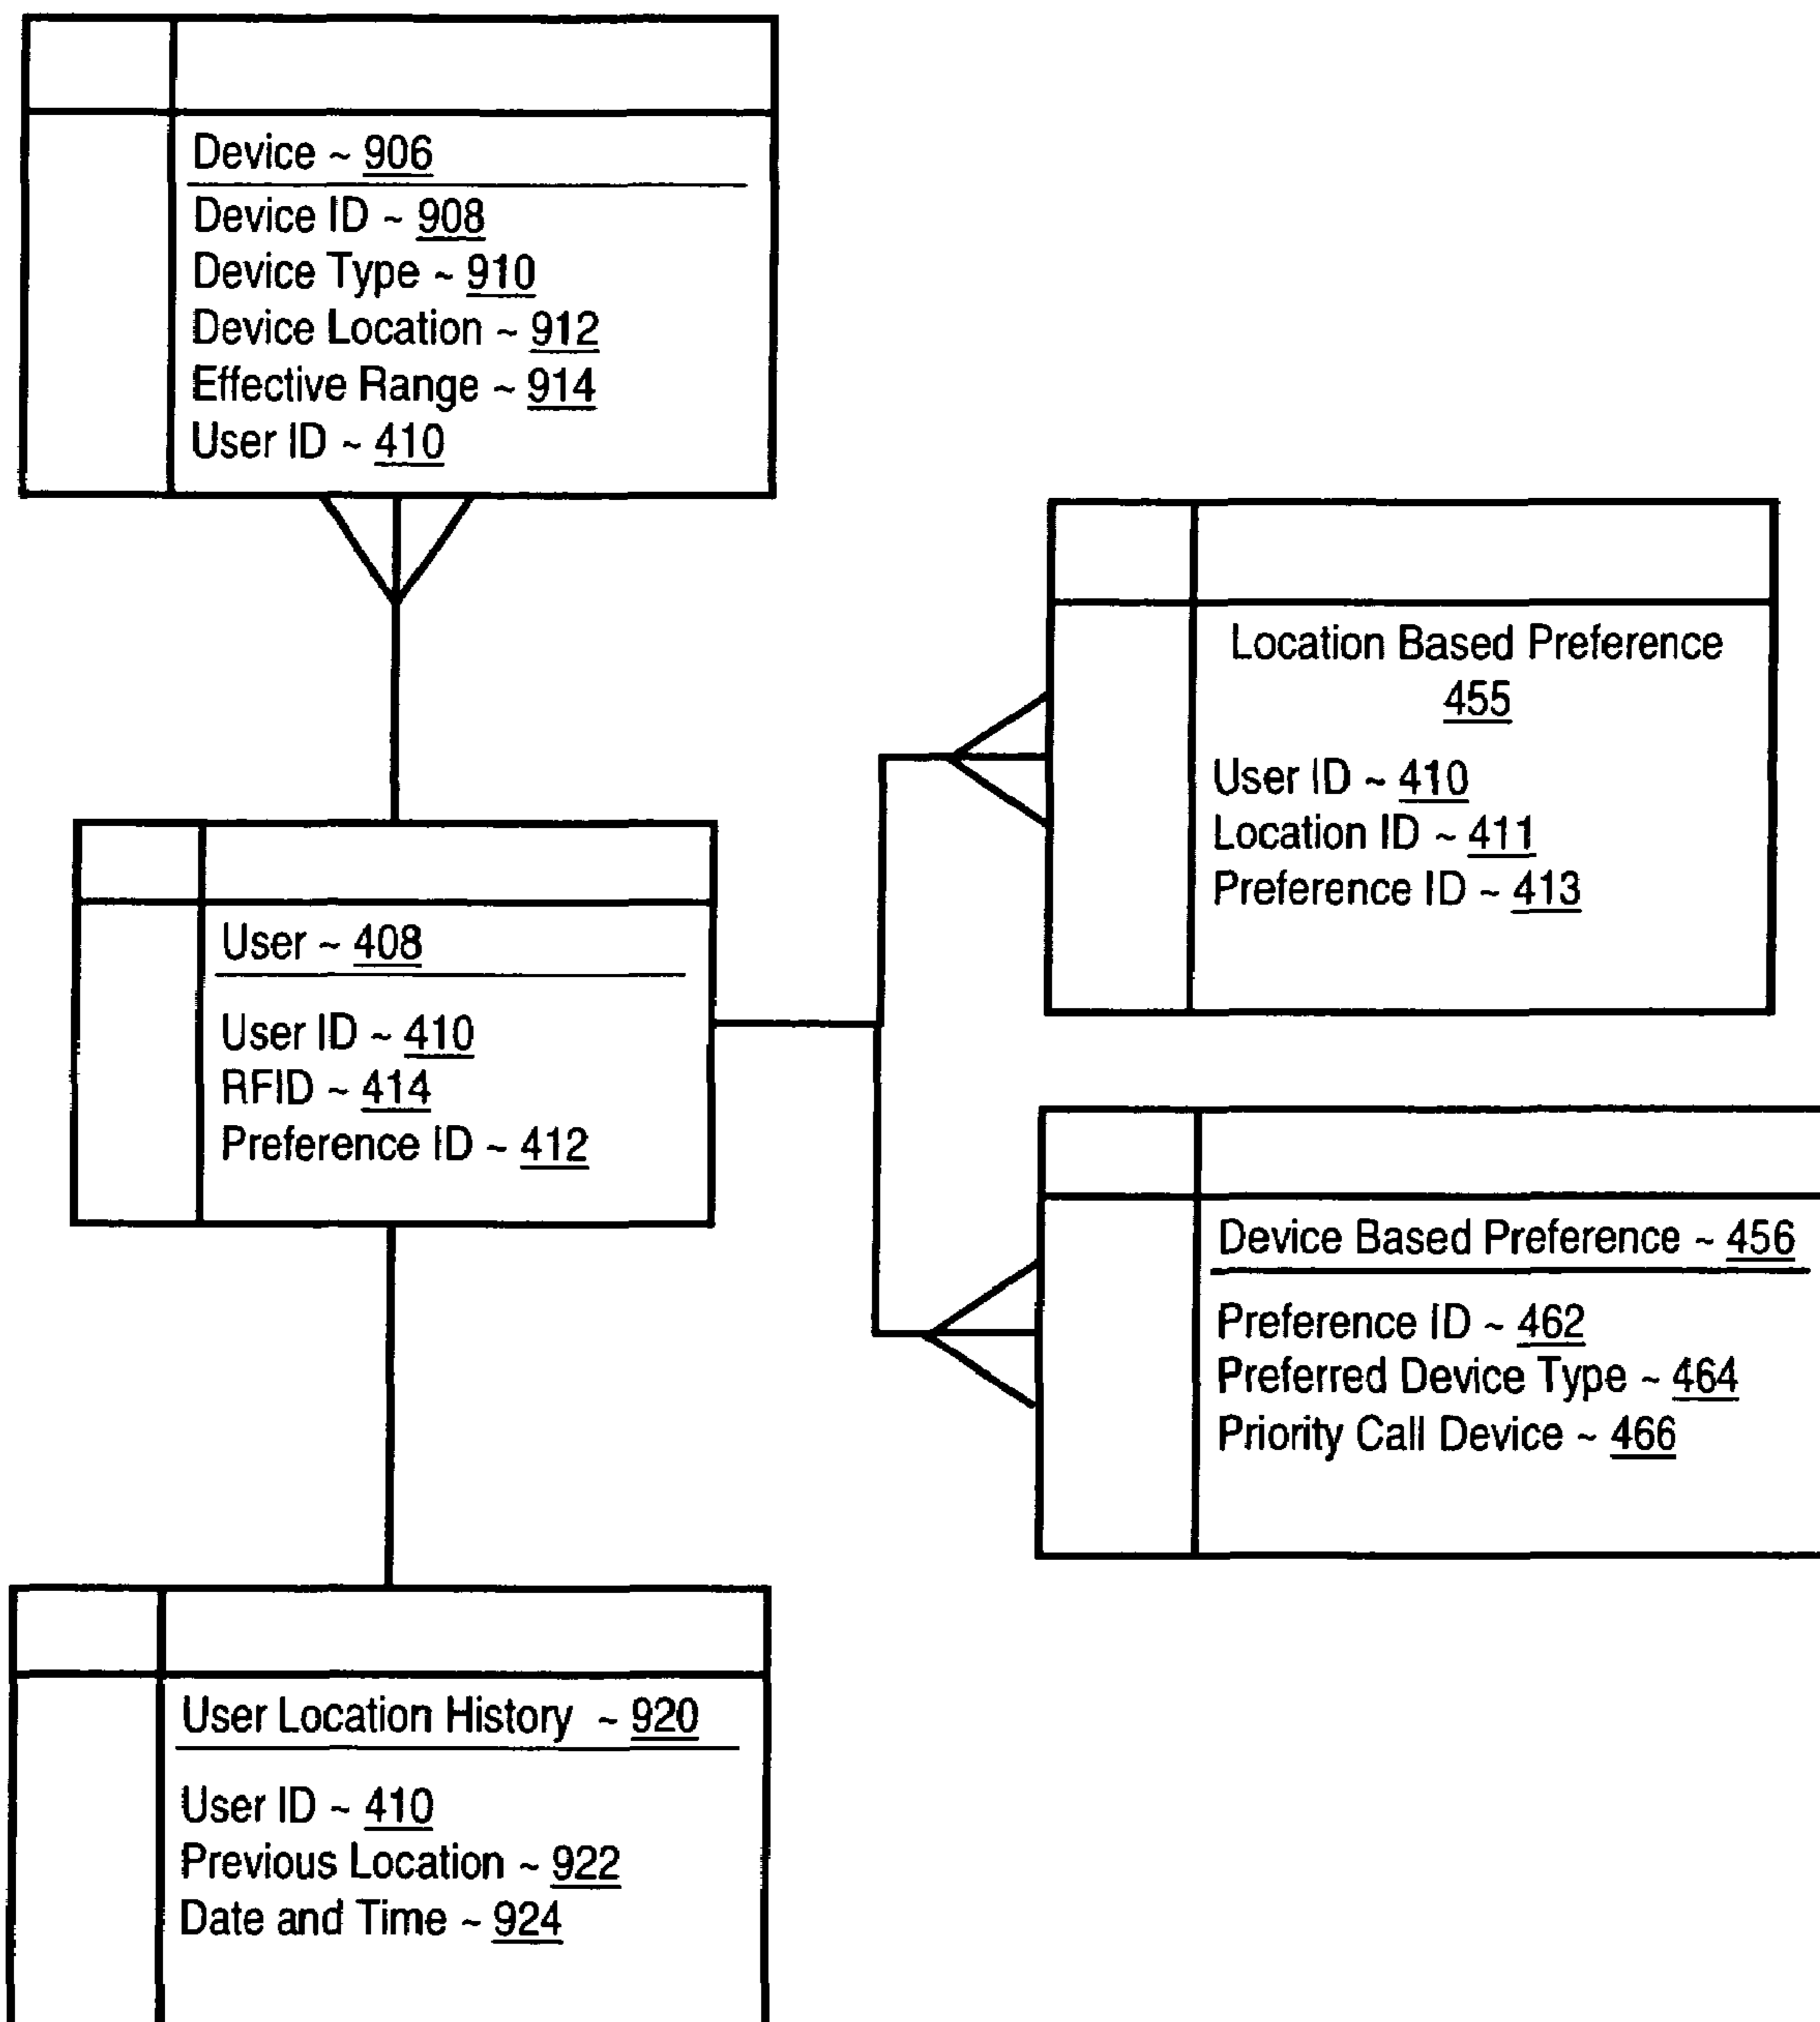 Device ~ 906
Device ID ~ 908
Device Type ~ 910
Device Location ~ 912
Effective Range ~ 914
User ID ~ 410
Location Based Preference
455
User ID ~ 410
Location ID ~ 411
Preference ID ~ 413
User ~ 408
User ID ~ 410
RFID ~ 414
Preference ID ~ 412
Device Based Preference ~ 456
Preference ID ~ 462
Preferred Device Type ~ 464
Priority Call Device ~ 466
User Location History ~ 920
User ID ~ 410
Previous Location ~ 922
Date and Time ~ 924